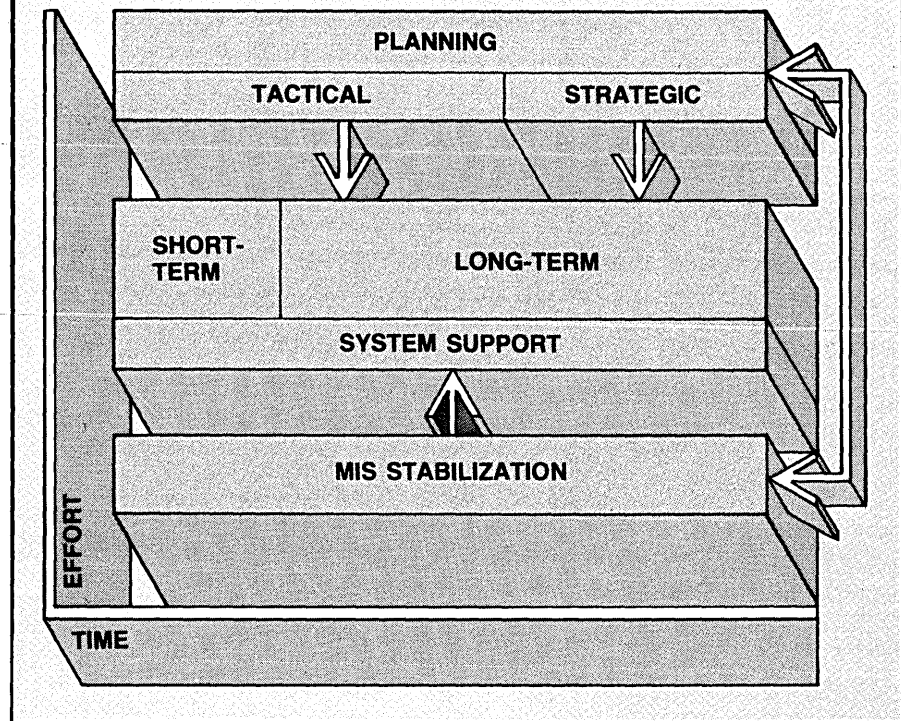 PLANNING
TACTICAL
STRATEGIC
SHORT-
TERM
LONG-TERM
SYSTEM SUPPORT
MIS STABILIZATION
EFFORT
TIME